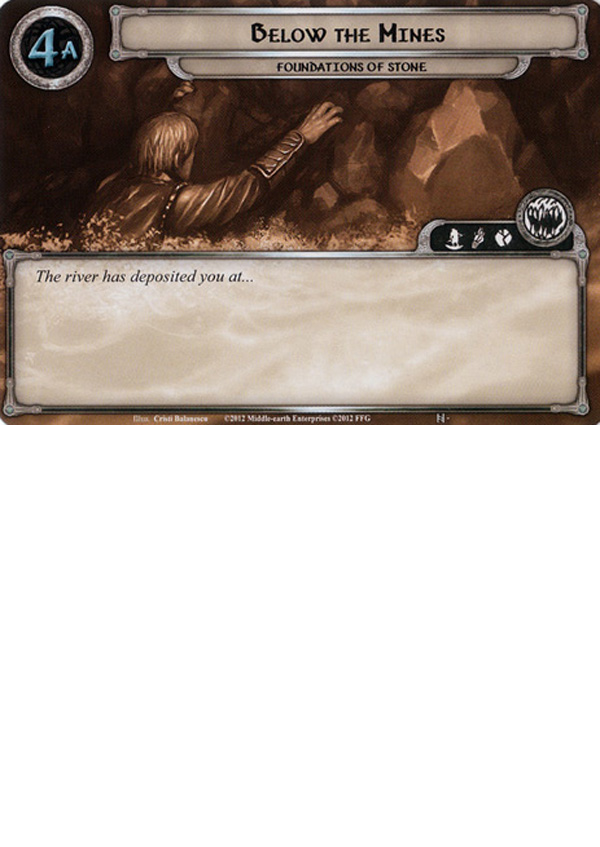 4A
Below the Mines
Foundations of Stone
The river has deposited you at...
Illus. Cristi Balanescu ©2012 Middle-earth Enterprises ©2012 FFG